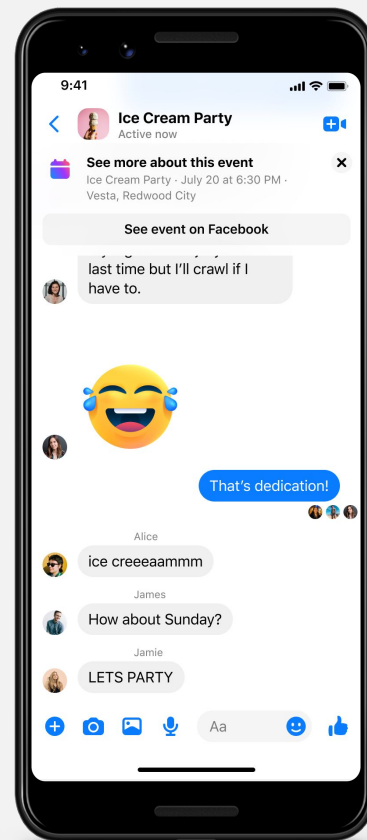 9:41
Ice Cream Party
Active now
See more about this event
Ice Cream Party · July 20 at 6:30 PM ·
Vesta, Redwood City
See event on Facebook
last time but I'll crawl if I
have to.
That's dedication!
Alice
ice creeeaammm
James
How about Sunday?
Jamie
LETS PARTY
Aa